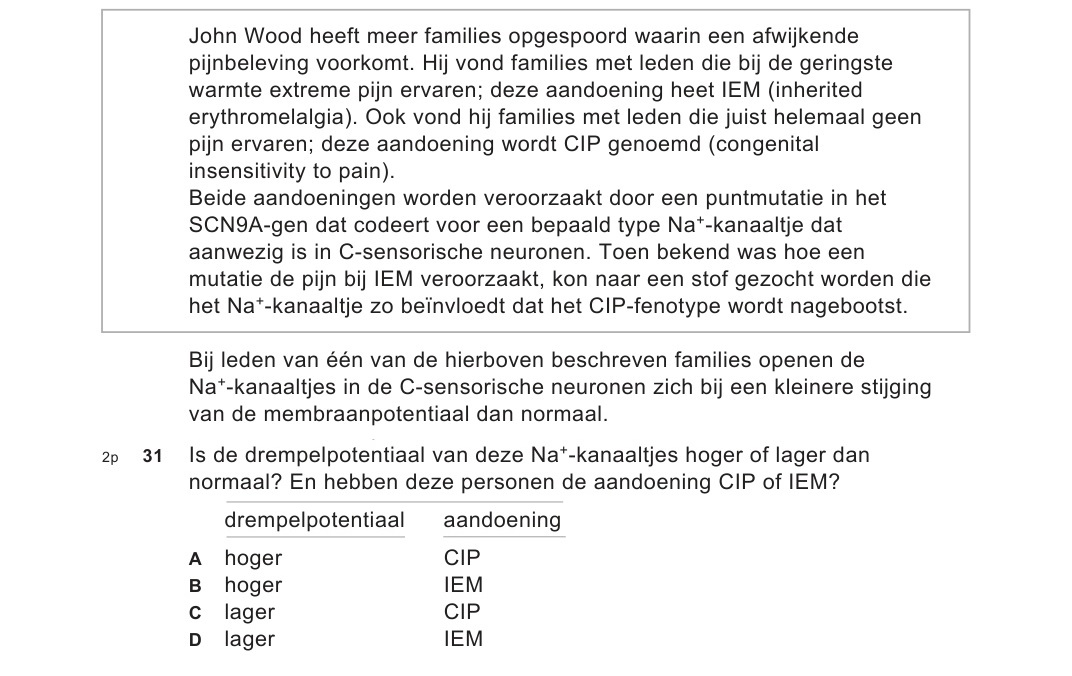 John Wood heeft meer families opgespoord waarin een afwijkende
pijnbeleving voorkomt. Hij vond families met leden die bij de geringste
warmte extreme pijn ervaren; deze aandoening heet IEM (inherited
erythromelalgia). Ook vond hij families met leden die juist helemaal geen
pijn ervaren; deze aandoening wordt CIP genoemd (congenital
insensitivity to pain).
Beide aandoeningen worden veroorzaakt door een puntmutatie in het
SCN9A-gen dat codeert voor een bepaald type Na⁺-kanaaltje dat
aanwezig is in C-sensorische neuronen. Toen bekend was hoe een
mutatie de pijn bij IEM veroorzaakt, kon naar een stof gezocht worden die
het Na⁺-kanaaltje zo beïnvloedt dat het CIP-fenotype wordt nagebootst.
Bij leden van één van de hierboven beschreven families openen de
Na⁺-kanaaltjes in de C-sensorische neuronen zich bij een kleinere stijging
van de membraanpotentiaal dan normaal.
2p 31 Is de drempelpotentiaal van deze Na⁺-kanaaltjes hoger of lager dan
normaal? En hebben deze personen de aandoening CIP of IEM?
drempelpotentiaal aandoening
A hoger CIP
B hoger IEM
C lager CIP
D lager IEM